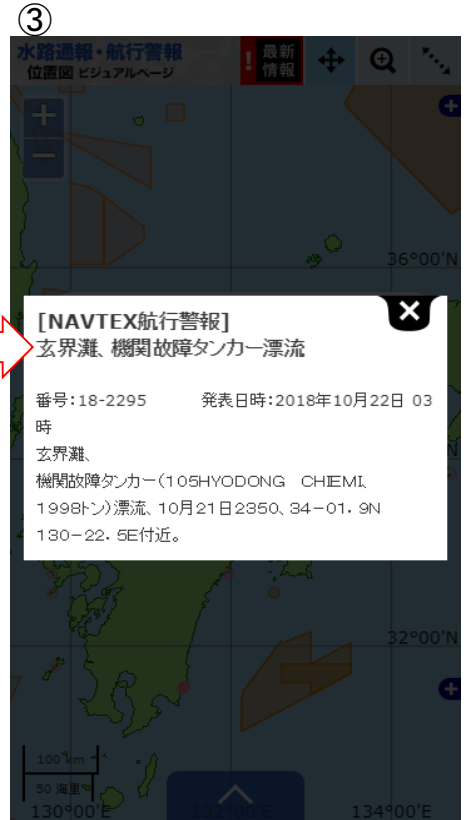 ③
水路通報・航行警報
位置図 ビジュアルページ
! 最新
情報
36°00'N
[NAVTEX航行警報]
玄界灘、機関故障タンカー漂流
番号:18-2295 発表日時:2018年10月22日 03
時
玄界灘、
機関故障タンカー(105HYODONG CHEMI、
1998トン)漂流、10月21日2350、34-01.9N
130-22.5E付近。
32°00'N
100 km
50 海里
130°00'E 132°00'E 134°00'E